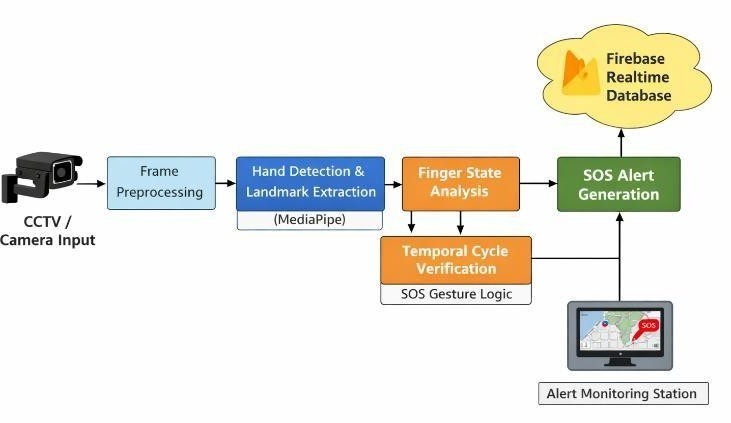 Firebase
Realtime
Database
Frame
Preprocessing
Hand Detection &
Landmark Extraction
(MediaPipe)
Finger State
Analysis
SOS Alert
Generation
CCTV /
Camera Input
Temporal Cycle
Verification
SOS Gesture Logic
SOS
Alert Monitoring Station